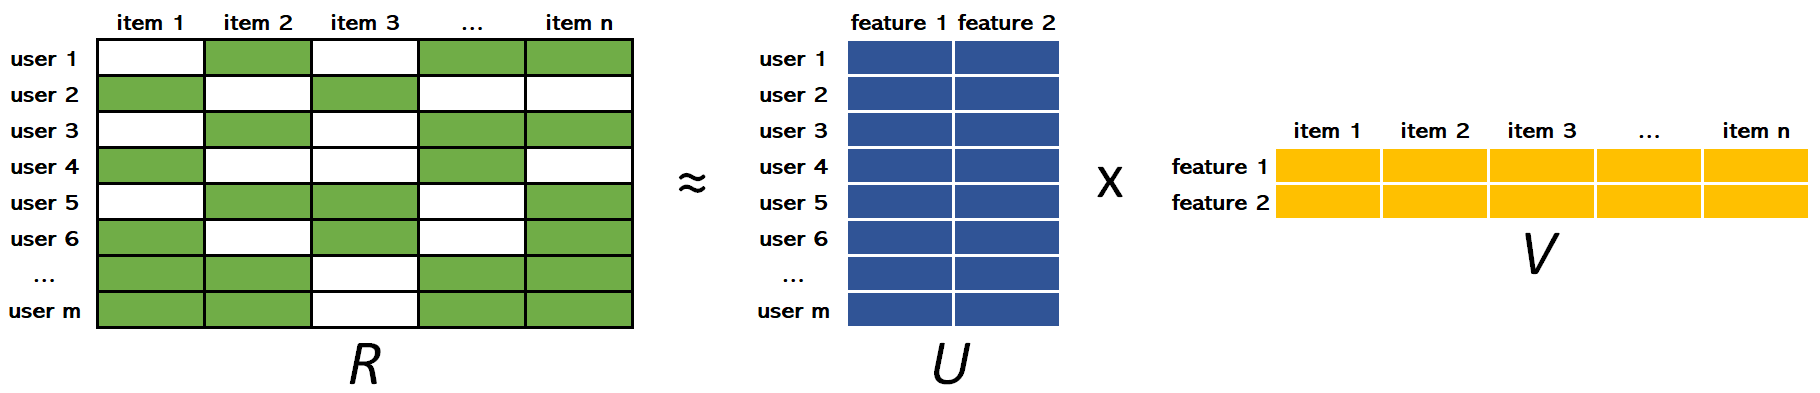 item 1 item 2 item 3 ... item n
user 1
user 2
user 3
user 4
user 5
user 6
...
user m
R
≈
feature 1 feature 2
user 1
user 2
user 3
user 4
user 5
user 6
...
user m
U
x
item 1 item 2 item 3 ... item n
feature 1
feature 2
V